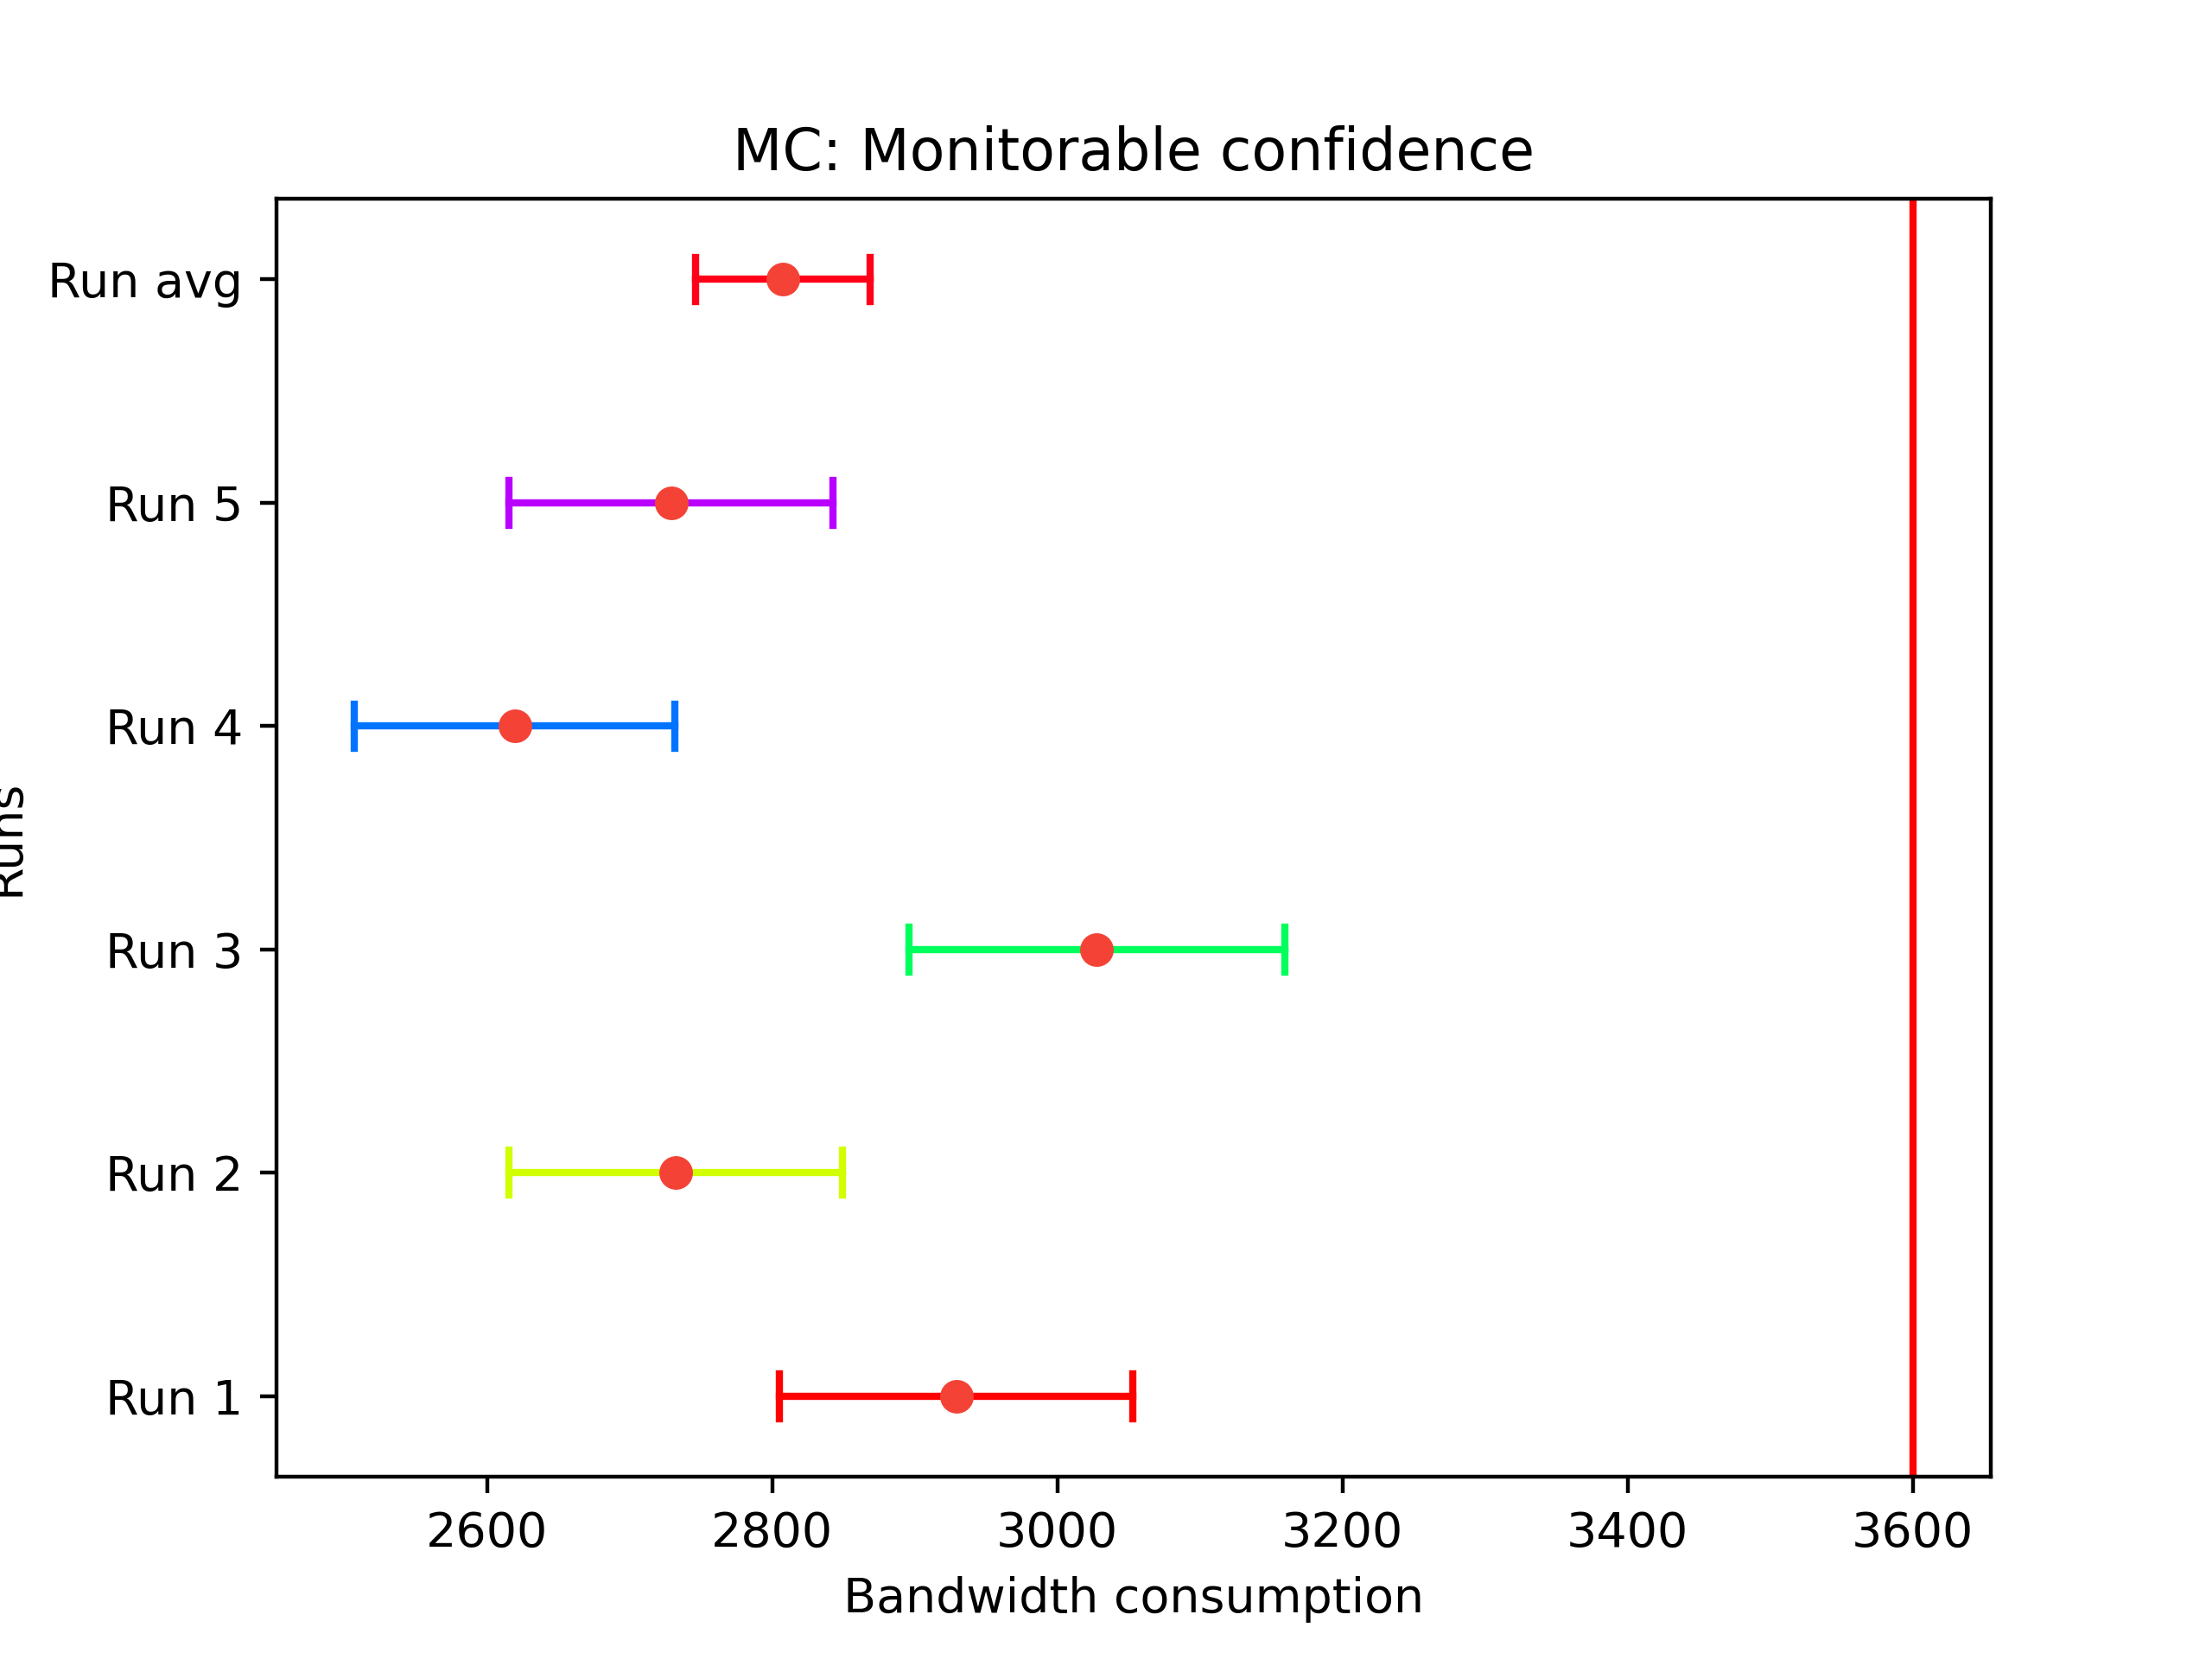 MC: Monitorable confidence
Run avg
Run 5
Run 4
Run 3
Run 2
Run 1
Runs
2600 2800 3000 3200 3400 3600
Bandwidth consumption